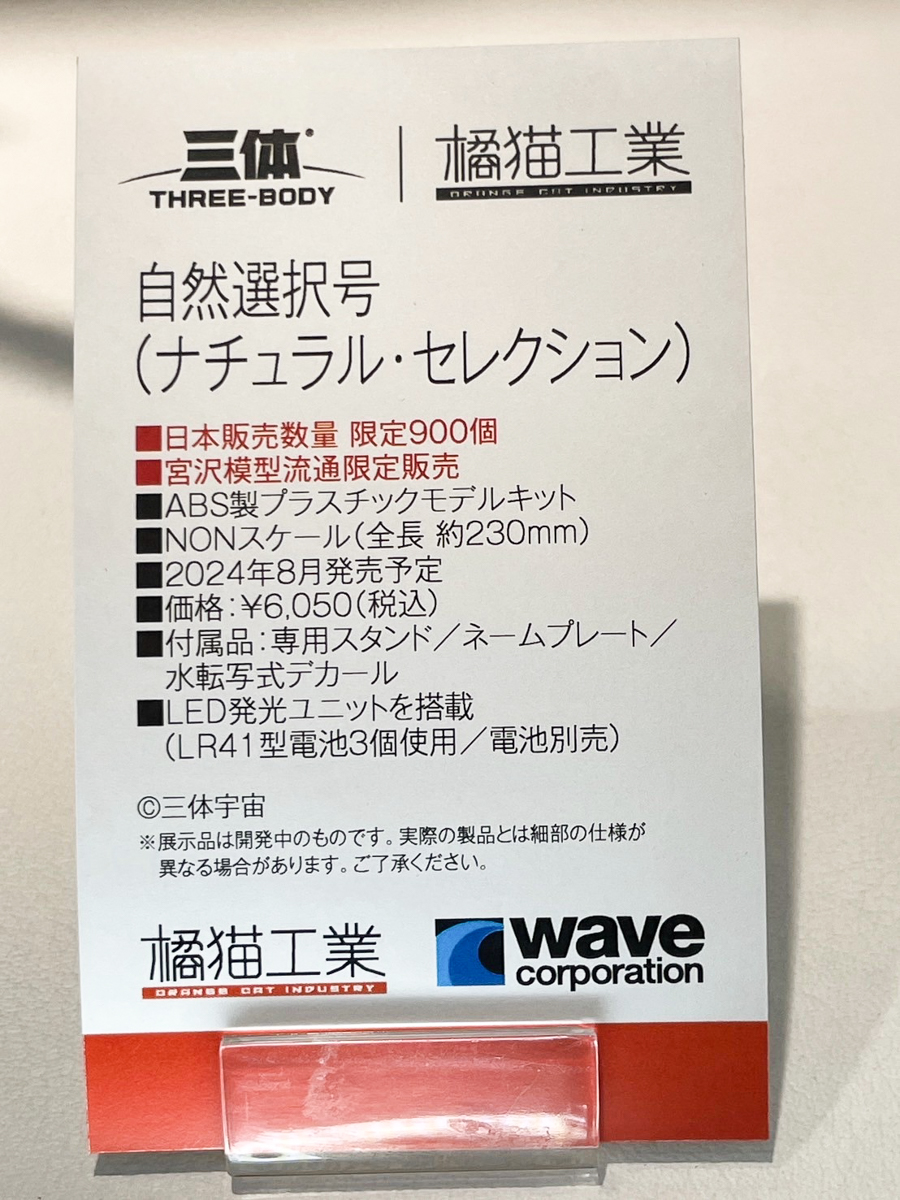 三体®
THREE-BODY
橘猫工業
ORANGE CAT INDUSTRY
自然選択号
(ナチュラル・セレクション)
■日本販売数量 限定900個
■宮沢模型流通限定販売
■ABS製プラスチックモデルキット
■NONスケール(全長 約230mm)
■2024年8月発売予定
■価格:¥6,050(税込)
■付属品:専用スタンド/ネームプレート/
水転写式デカール
■LED発光ユニットを搭載
(LR41型電池3個使用/電池別売)
©三体宇宙
※展示品は開発中のものです。実際の製品とは細部の仕様が
異なる場合があります。ご了承ください。
橘猫工業
ORANGE CAT INDUSTRY
wave
corporation